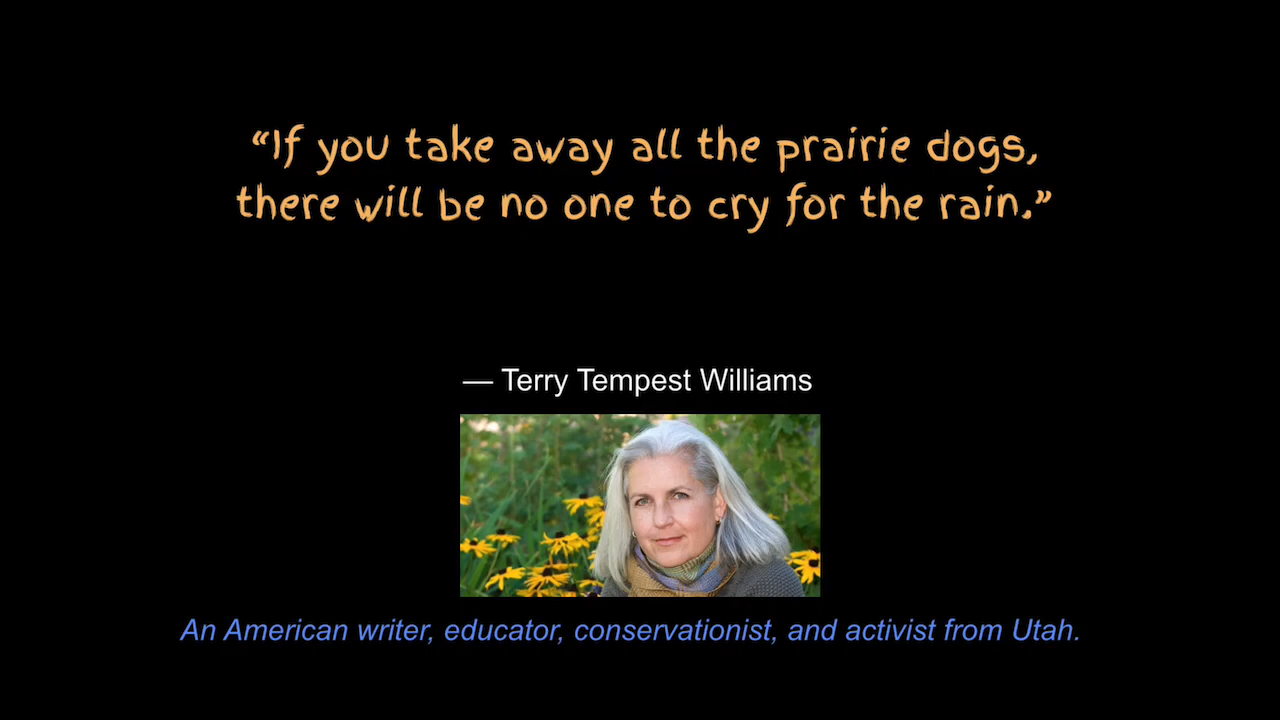 “If you take away all the prairie dogs,
there will be no one to cry for the rain.”
— Terry Tempest Williams
An American writer, educator, conservationist, and activist from Utah.